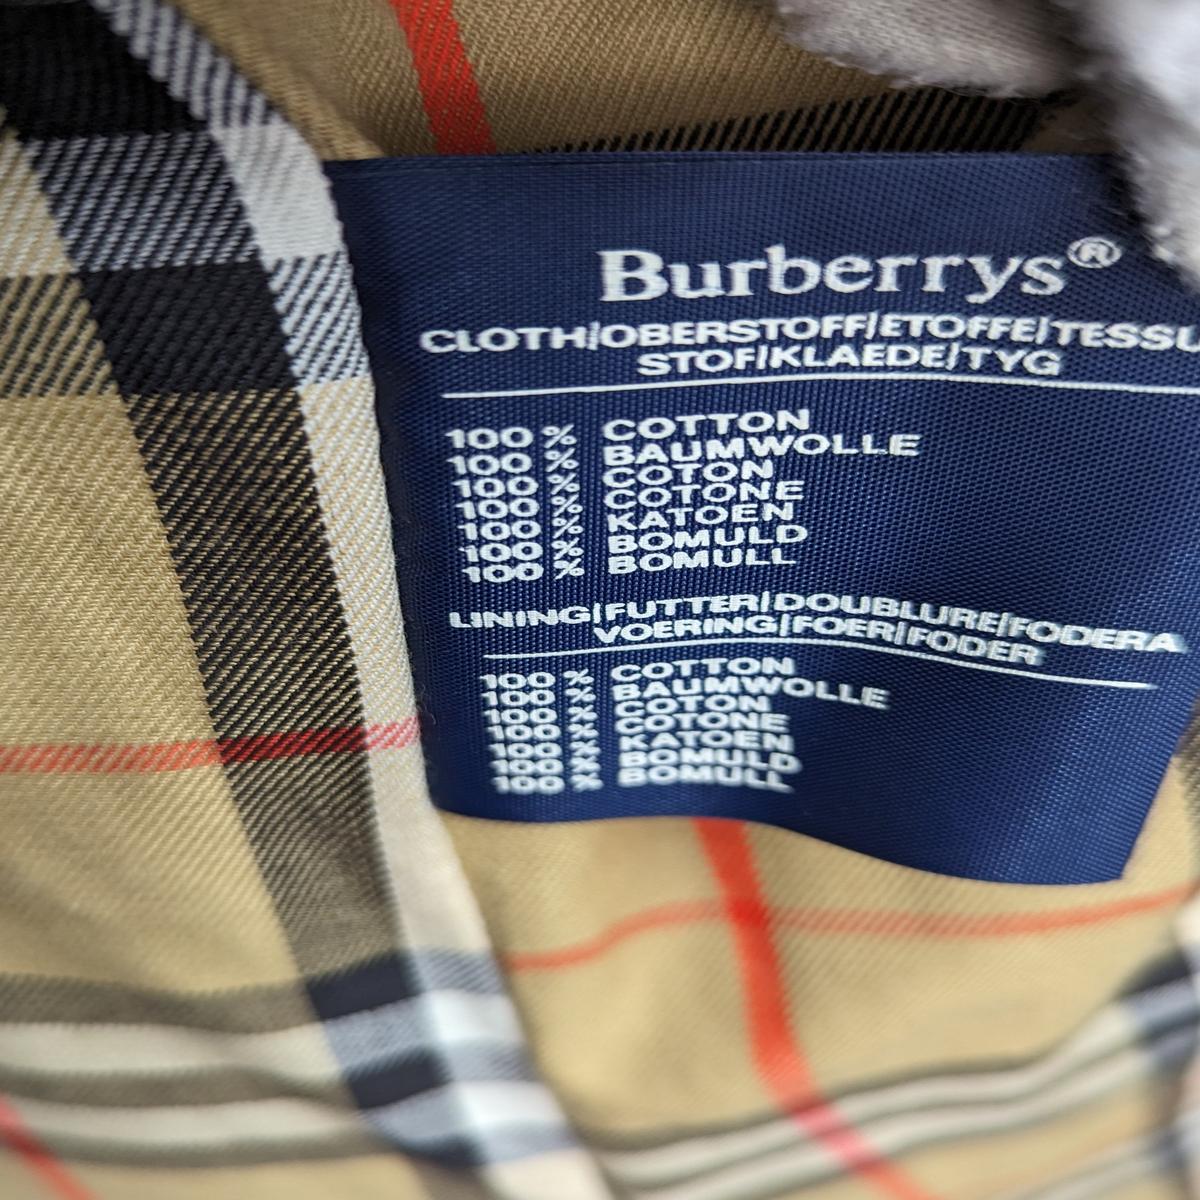 Burberrys®
CLOTH/OBERSTOFF/ETOFFE/TESSU
STOF/KLAEDE/TYG
100 % COTTON
100 % BAUMWOLLE
100 % COTON
100 % COTONE
100 % KATOEN
100 % BOMULD
100 % BOMULL
LINING/FUTTER/DOUBLURE/FODERA
VOERING/FOER/FODER
100 % COTTON
100 % BAUMWOLLE
100 % COTON
100 % COTONE
100 % KATOEN
100 % BOMULD
100 % BOMULL